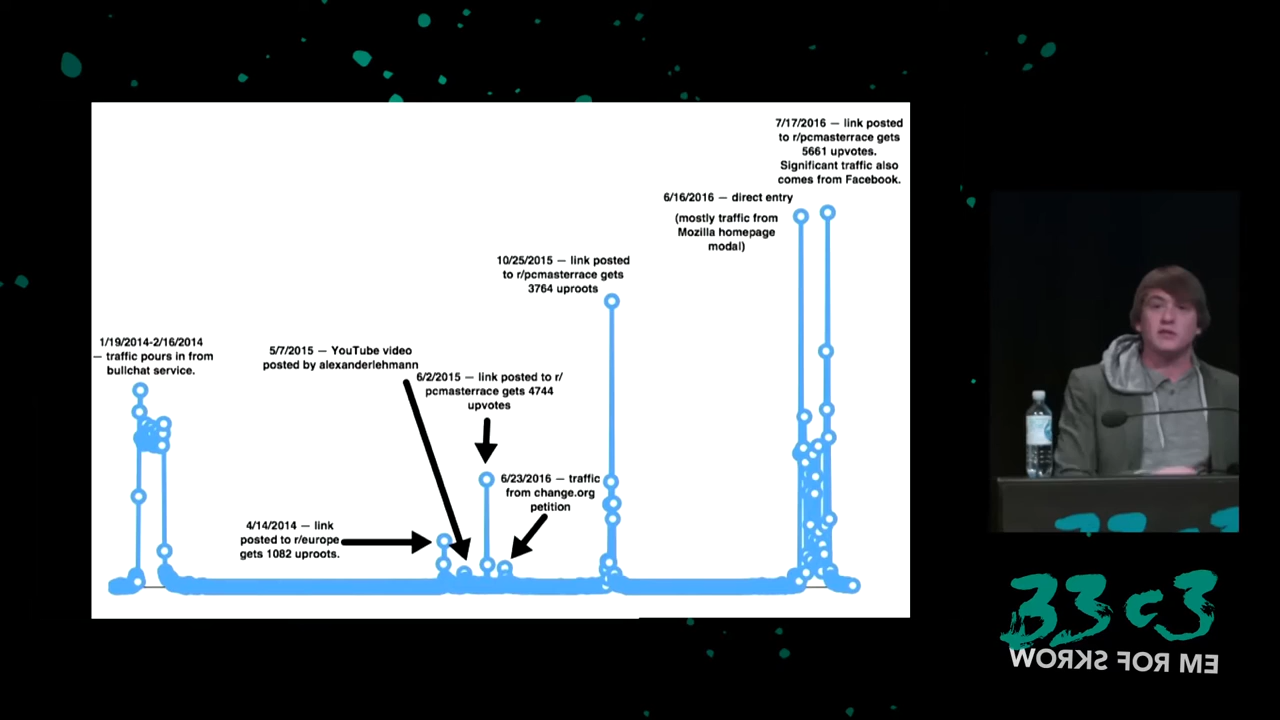 7/17/2016 — link posted
to r/pcmasterrace gets
5661 upvotes.
Significant traffic also
comes from Facebook.
6/16/2016 — direct entry
(mostly traffic from
Mozilla homepage
modal)
10/25/2015 — link posted
to r/pcmasterrace gets
3764 uproots
1/19/2014-2/16/2014
— traffic pours in from
bullchat service.
5/7/2015 — YouTube video
posted by alexanderlehmann
6/2/2015 — link posted to r/
pcmasterrace gets 4744
upvotes
6/23/2016 — traffic
from change.org
petition
4/14/2014 — link
posted to r/europe
gets 1082 uproots.
33c3
WORKS FOR ME